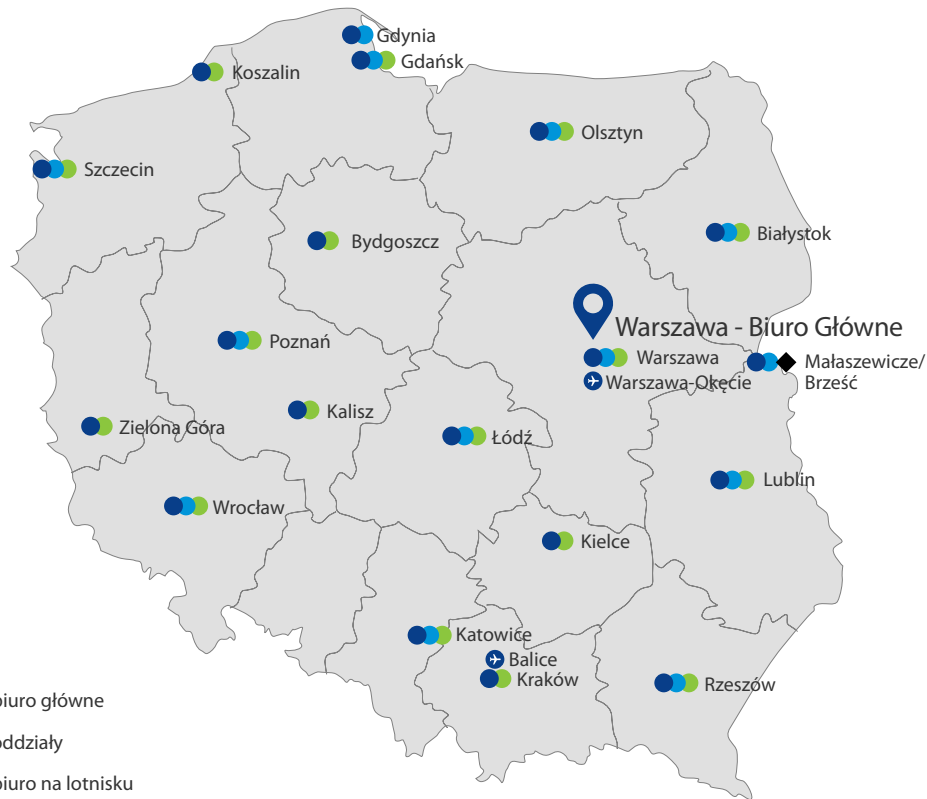 Gdynia
Gdańsk
Koszalin
Olsztyn
Szczecin
Białystok
Bydgoszcz
Warszawa - Biuro Główne
Poznań
Warszawa
Małaszewicze/
Brześć
Warszawa-Okęcie
Kalisz
Zielona Góra
Łódź
Lublin
Wrocław
Kielce
Katowice
Balice
Kraków
Rzeszów
biuro główne
oddziały
biuro na lotnisku